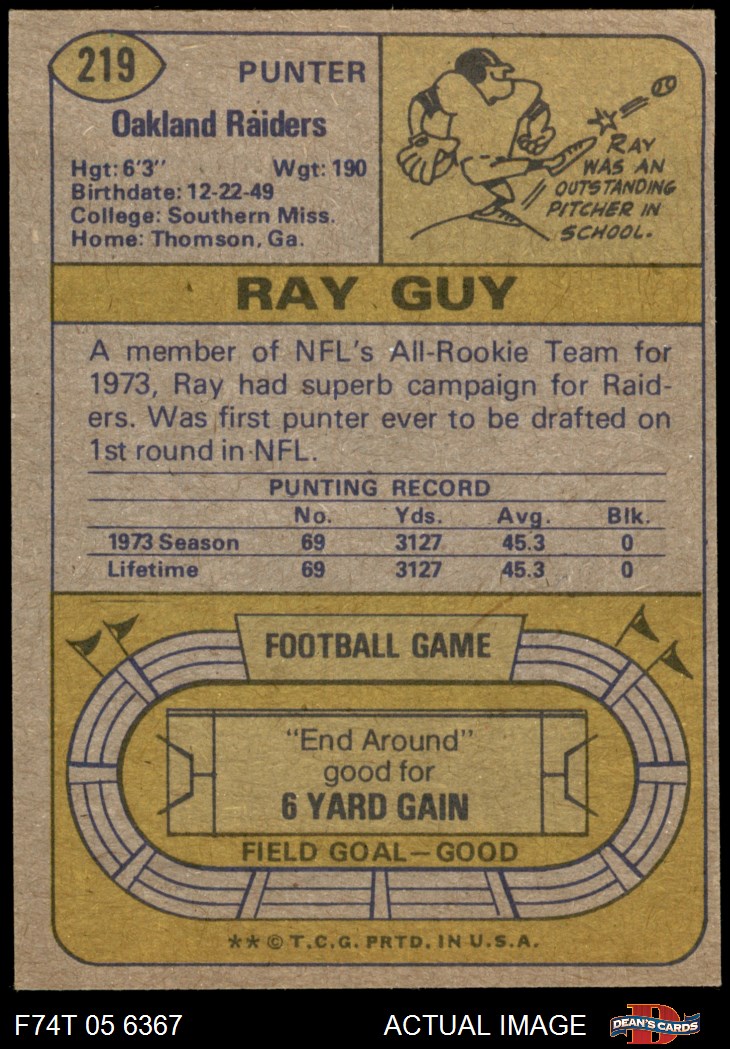 219
PUNTER
Oakland Raiders
Hgt: 6'3" Wgt: 190
Birthdate: 12-22-49
College: Southern Miss.
Home: Thomson, Ga.
RAY
WAS AN
OUTSTANDING
PITCHER IN
SCHOOL.
RAY GUY
A member of NFL's All-Rookie Team for
1973, Ray had superb campaign for Raid-
ers. Was first punter ever to be drafted on
1st round in NFL.
PUNTING RECORD
No. Yds. Avg. Blk.
1973 Season 69 3127 45.3 0
Lifetime 69 3127 45.3 0
FOOTBALL GAME
"End Around"
good for
6 YARD GAIN
FIELD GOAL—GOOD
** © T.C.G. PRTD. IN U.S.A.
F74T 05 6367 ACTUAL IMAGE
DEAN'S CARDS